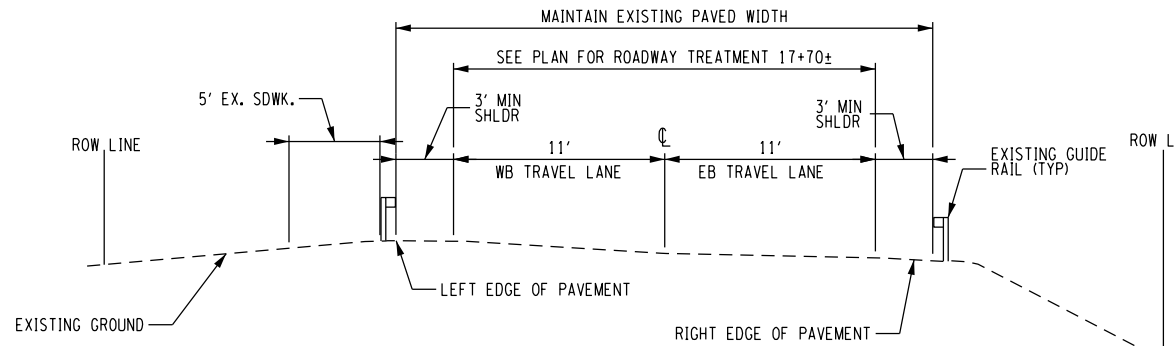 MAINTAIN EXISTING PAVED WIDTH
SEE PLAN FOR ROADWAY TREATMENT 17+70±
5' EX. SDWK.
3' MIN
SHLDR
3' MIN
SHLDR
℄
ROW LINE
11'
11'
WB TRAVEL LANE
EB TRAVEL LANE
EXISTING GUIDE
RAIL (TYP)
ROW L
LEFT EDGE OF PAVEMENT
EXISTING GROUND
RIGHT EDGE OF PAVEMENT